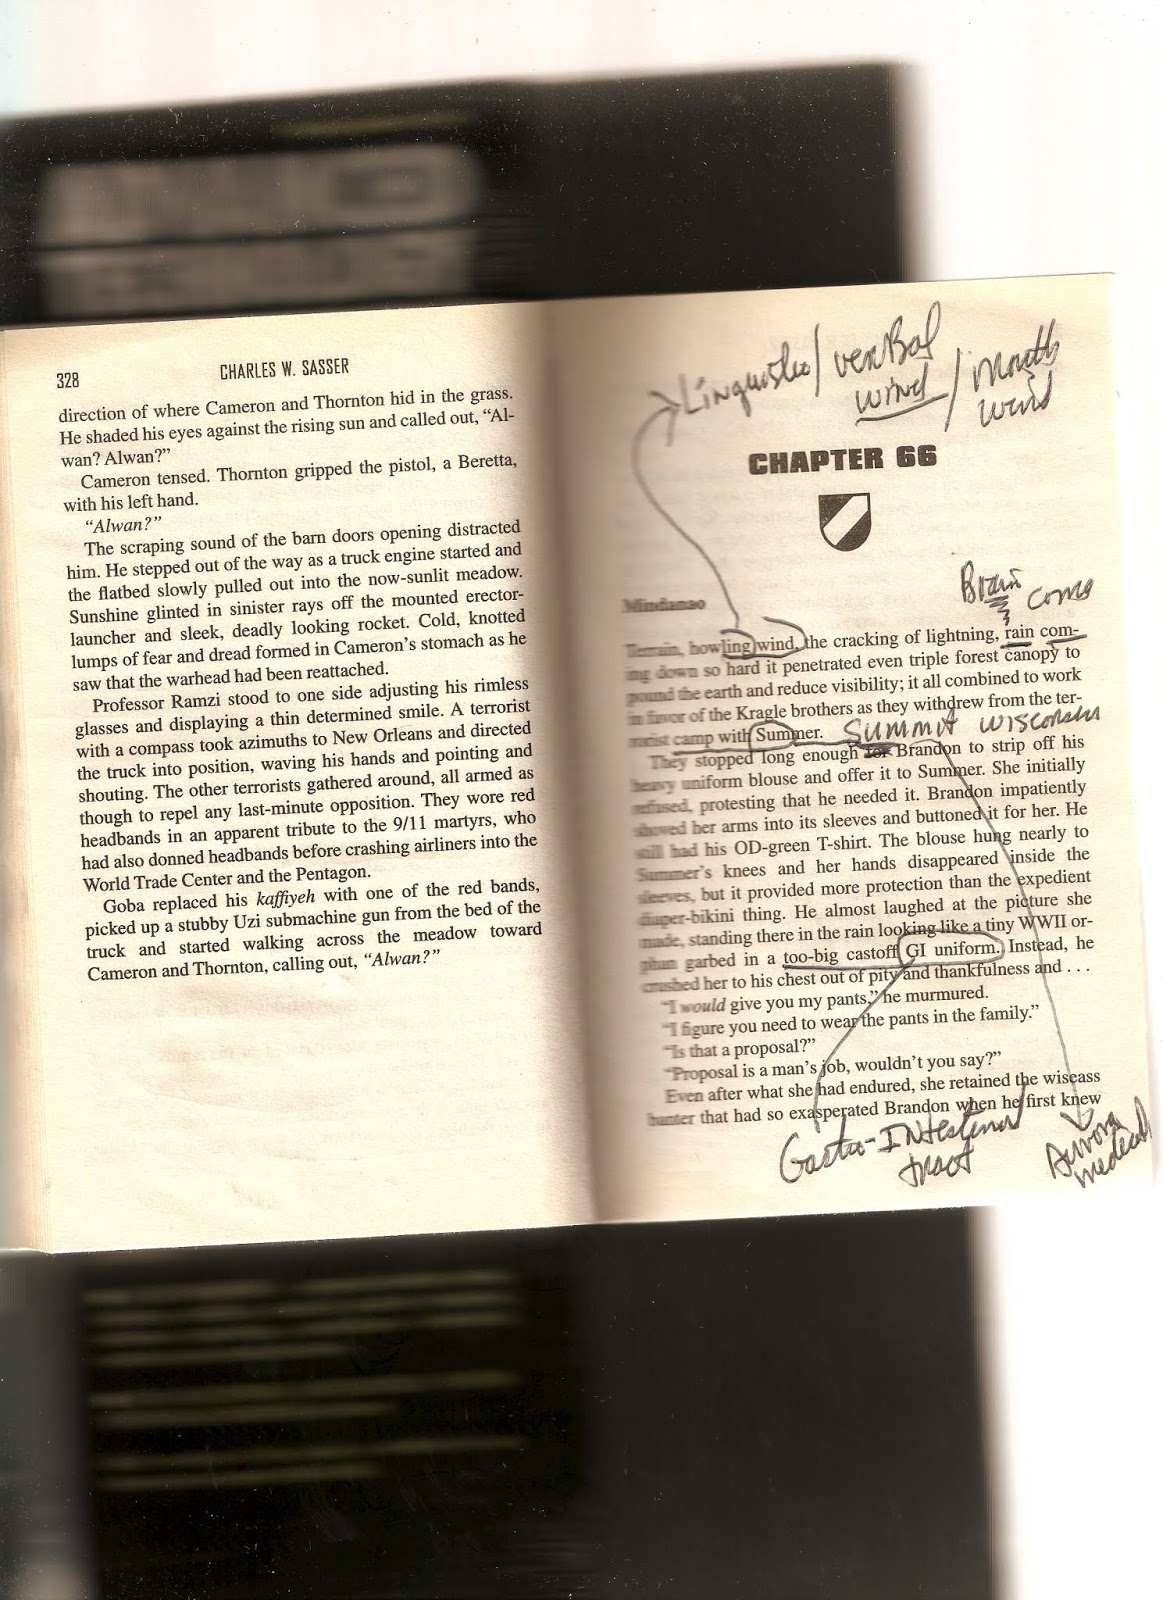 328
CHARLES W. SASSER
direction of where Cameron and Thornton hid in the grass.
He shaded his eyes against the rising sun and called out, “Al-
wan? Alwan?”
Cameron tensed. Thornton gripped the pistol, a Beretta,
with his left hand.
“Alwan?”
The scraping sound of the barn doors opening distracted
him. He stepped out of the way as a truck engine started and
the flatbed slowly pulled out into the now-sunlit meadow.
Sunshine glinted in sinister rays off the mounted erector-
launcher and sleek, deadly looking rocket. Cold, knotted
lumps of fear and dread formed in Cameron’s stomach as he
saw that the warhead had been reattached.
Professor Ramzi stood to one side adjusting his rimless
glasses and displaying a thin determined smile. A terrorist
with a compass took azimuths to New Orleans and directed
the truck into position, waving his hands and pointing and
shouting. The other terrorists gathered around, all armed as
though to repel any last-minute opposition. They wore red
headbands in an apparent tribute to the 9/11 martyrs, who
had also donned headbands before crashing airliners into the
World Trade Center and the Pentagon.
Goba replaced his kaffiyeh with one of the red bands,
picked up a stubby Uzi submachine gun from the bed of the
truck and started walking across the meadow toward
Cameron and Thornton, calling out, “Alwan?”
verbal
wind / Mouth
wind
CHAPTER 66
Brain come
Mindanao
Terrain, howling wind, the cracking of lightning, rain com-
ing down so hard it penetrated even triple forest canopy to
pound the earth and reduce visibility; it all combined to work
in favor of the Kragle brothers as they withdrew from the ter-
rorist camp with Summer.
Summit Wisconsin
They stopped long enough for Brandon to strip off his
heavy uniform blouse and offer it to Summer. She initially
refused, protesting that he needed it. Brandon impatiently
shoved her arms into its sleeves and buttoned it for her. He
still had his OD-green T-shirt. The blouse hung nearly to
Summer’s knees and her hands disappeared inside the
sleeves, but it provided more protection than the expedient
diaper-bikini thing. He almost laughed at the picture she
made, standing there in the rain looking like a tiny WWII or-
phan garbed in a too-big castoff GI uniform. Instead, he
crushed her to his chest out of pity and thankfulness and . . .
“I would give you my pants,” he murmured.
“I figure you need to wear the pants in the family.”
“Is that a proposal?”
“Proposal is a man’s job, wouldn’t you say?”
Even after what she had endured, she retained the wiseass
banter that had so exasperated Brandon when he first knew
Gastro-Intestinal
tract
Aurora
medical